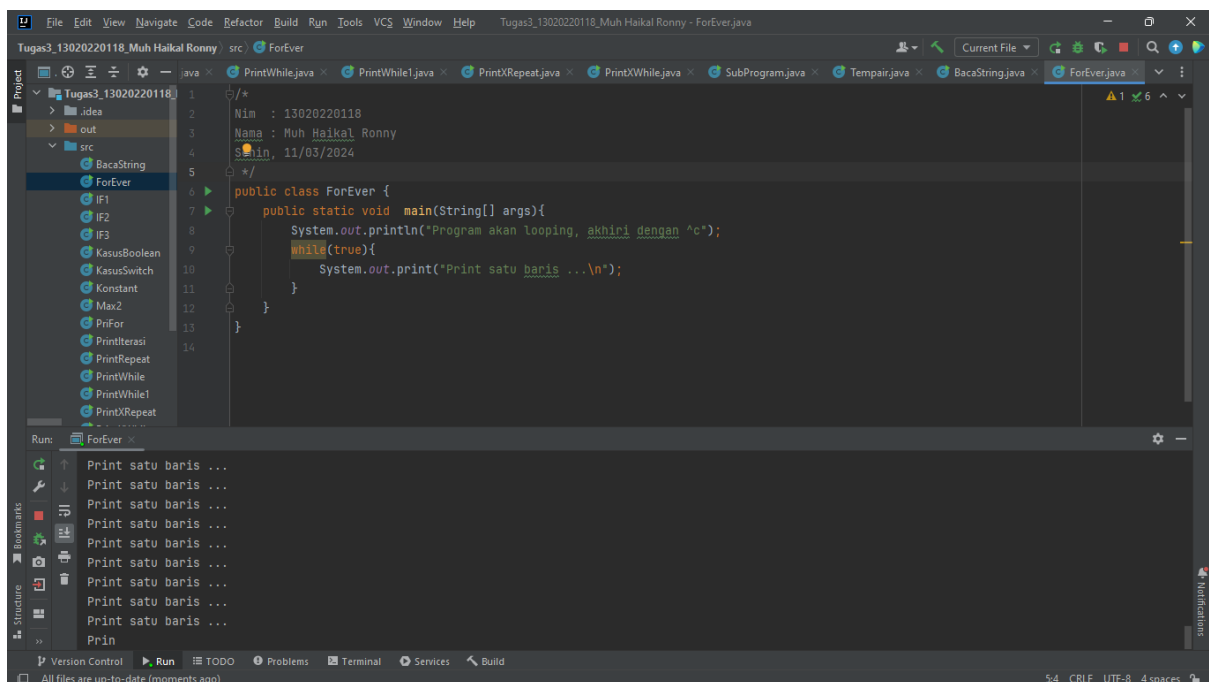 File Edit View Navigate Code Refactor Build Run Tools VCS Window Help Tugas3_13020220118_Muh Haikal Ronny - ForEver.java
Tugas3_13020220118_Muh Haikal Ronny src ForEver Current File
Project java PrintWhile.java PrintWhile1.java PrintXRepeat.java PrintXWhile.java SubProgram.java Tempair.java BacaString.java ForEver.java
Tugas3_13020220118_
.idea
out
src
BacaString
ForEver
IF1
IF2
IF3
KasusBoolean
KasusSwitch
Konstant
Max2
PriFor
PrintIterasi
PrintRepeat
PrintWhile
PrintWhile1
PrintXRepeat
1 /*
2 Nim : 13020220118
3 Nama : Muh Haikal Ronny
4 Senin, 11/03/2024
5 */
6 public class ForEver {
7 public static void main(String[] args){
8 System.out.println("Program akan looping, akhiri dengan ^c");
9 while(true){
10 System.out.print("Print satu baris ...\n");
11 }
12 }
13 }
14
1 6
Run: ForEver
Print satu baris ...
Print satu baris ...
Print satu baris ...
Print satu baris ...
Print satu baris ...
Print satu baris ...
Print satu baris ...
Print satu baris ...
Print satu baris ...
Prin
Bookmarks
Structure
Notifications
Version Control Run TODO Problems Terminal Services Build
All files are up-to-date (moments ago) 5:4 CRLF UTF-8 4 spaces